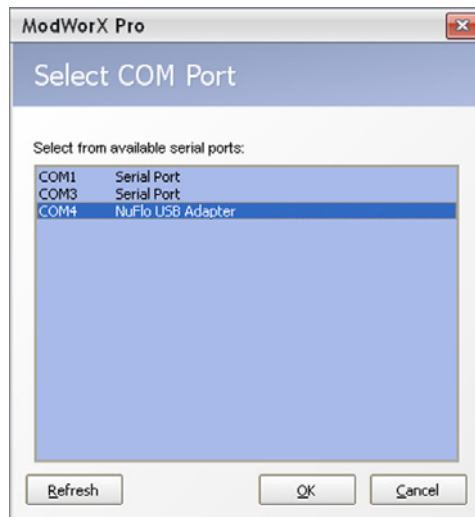 ModWorX Pro
Select COM Port
Select from available serial ports:
COM1 Serial Port
COM3 Serial Port
COM4 NuFlo USB Adapter
Refresh OK Cancel